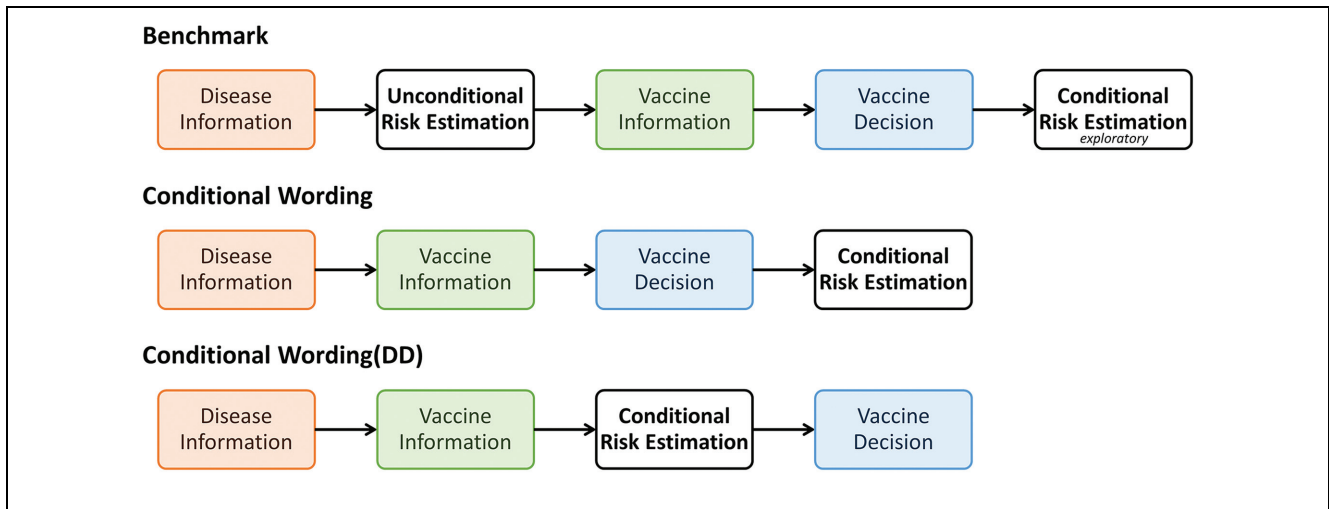 Benchmark
Disease
Information
Unconditional
Risk Estimation
Vaccine
Information
Vaccine
Decision
Conditional
Risk Estimation
exploratory
Conditional Wording
Disease
Information
Vaccine
Information
Vaccine
Decision
Conditional
Risk Estimation
Conditional Wording(DD)
Disease
Information
Vaccine
Information
Conditional
Risk Estimation
Vaccine
Decision